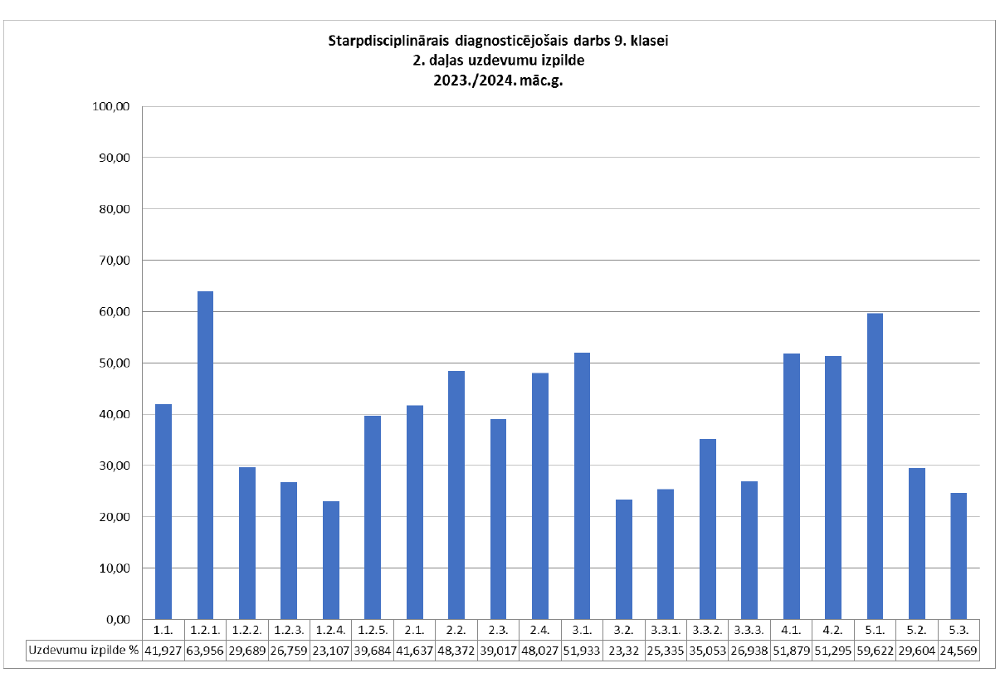 Starpdisciplinārais diagnosticējošais darbs 9. klasei
2. daļas uzdevumu izpilde
2023./2024. māc.g.
100,00
90,00
80,00
70,00
60,00
50,00
40,00
30,00
20,00
10,00
0,00
1.1. 1.2.1. 1.2.2. 1.2.3. 1.2.4. 1.2.5. 2.1. 2.2. 2.3. 2.4. 3.1. 3.2. 3.3.1. 3.3.2. 3.3.3. 4.1. 4.2. 5.1. 5.2. 5.3.
Uzdevumu izpilde % 41,927 63,956 29,689 26,759 23,107 39,684 41,637 48,372 39,017 48,027 51,933 23,32 25,335 35,053 26,938 51,879 51,295 59,622 29,604 24,569